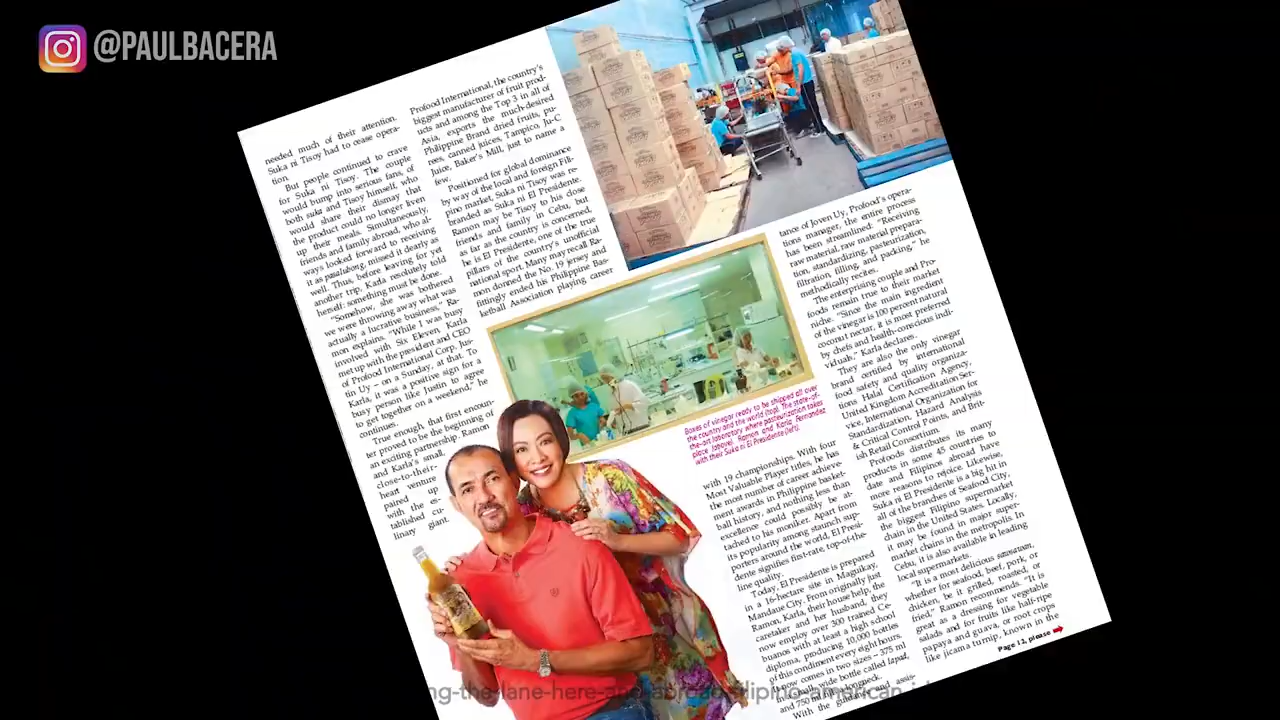 @PAULBACERA
needed much of their attention.
Suka ni Tisoy had to cease opera-
tion.
But people continued to crave
for Suka ni Tisoy. The couple
would bump into serious fans, of
both suka and Tisoy himself, who
would share their dismay that
the product could no longer liven
up their meals. Simultaneously,
friends and family abroad, who al-
ways looked forward to receiving
it as pasalubong, missed it dearly as
well. Thus, before leaving for yet
another trip, Karla resolutely told
herself: something must be done.
"Somehow, she was bothered
we were throwing away what was
actually a lucrative business," Ra-
mon explains. "While I was busy
involved with Six Eleven, Karla
met up with the president and CEO
of Profood International Corp. Jus-
tin Uy – on a Sunday, at that. To
Karla, it was a positive sign for a
busy person like Justin to agree
to get together on a weekend," he
continues.
True enough, that first encoun-
ter proved to be the beginning of
an exciting partnership. Ramon
and Karla's small,
close-to-their-
heart venture
paired up
with the es-
tablished cu-
linary giant.
Profood International, the country's
biggest manufacturer of fruit prod-
ucts and among the Top 3 in all of
Asia, exports the much-desired
Philippine Brand dried fruits, pu-
rees, canned juices, Tampico, Ju-C
Juice, Baker's Mill, just to name a
few.
Positioned for global dominance
by way of the local and foreign Fili-
pino market, Suka ni Tisoy was re-
branded as Suka ni El Presidente.
Ramon may be Tisoy to his close
friends and family in Cebu, but
as far as the country is concerned,
he is El Presidente, one of the true
pillars of the country's unofficial
national sport. Many may recall Ra-
mon donned the No. 19 jersey and
fittingly ended his Philippine Bas-
ketball Association playing career
Boxes of vinegar ready to be shipped all over
the country and the world (top). The state-of-
the-art laboratory where pasteurization takes
place (above). Ramon and Karla Fernandez
with their Suka ni El Presidente (left).
with 19 championships. With four
Most Valuable Player titles, he has
the most number of career achieve-
ment awards in Philippine basket-
ball history, and nothing less than
excellence could possibly be at-
tached to his moniker. Apart from
its popularity among staunch sup-
porters around the world, El Presi-
dente signifies first-rate, top-of-the-
line quality.
Today, El Presidente is prepared
in a 16-hectare site in Maguikay,
Mandaue City. From originally just
Ramon, Karla, their house help, the
caretaker and her husband, they
now employ over 300 trained Ce-
buanos with at least a high school
diploma, producing 10,000 bottles
of this condiment every eight hours.
It now comes in two sizes – 375 ml
in a small, wide bottle called lapad,
and 750 ml in a longneck.
With the guidance and assis-
tance of Joven Uy, Profood's opera-
tions manager, the entire process
has been streamlined: "Receiving
raw material, raw material prepara-
tion, standardizing, pasteurization,
filtration, filling, and packing," he
methodically recites.
The enterprising couple and Pro-
foods remain true to their market
niche. "Since the main ingredient
of the vinegar is 100 percent natural
coconut nectar, it is most preferred
by chefs and health-conscious indi-
viduals," Karla declares.
They are also the only vinegar
brand certified by international
food safety and quality organiza-
tions Halal Certification Agency,
United Kingdom Accreditation Ser-
vice, International Organization for
Standardization, Hazard Analysis
& Critical Control Points, and Brit-
ish Retail Consortium.
Profoods distributes its many
products in some 45 countries to
date and Filipinos abroad have
more reasons to rejoice. Likewise,
Suka ni El Presidente is a big hit in
all of the branches of Seafood City,
the biggest Filipino supermarket
chain in the United States. Locally,
it may be found in major super-
market chains in the metropolis. In
Cebu, it is also available in leading
local supermarkets.
"It is a most delicious sawsawan,
whether for seafood, beef, pork, or
chicken, be it grilled, roasted, or
fried," Ramon recommends. "It is
great as a dressing for vegetable
salads and for fruits like half-ripe
papaya and guava, or root crops
like jicama turnip, known in the
Page 12, please